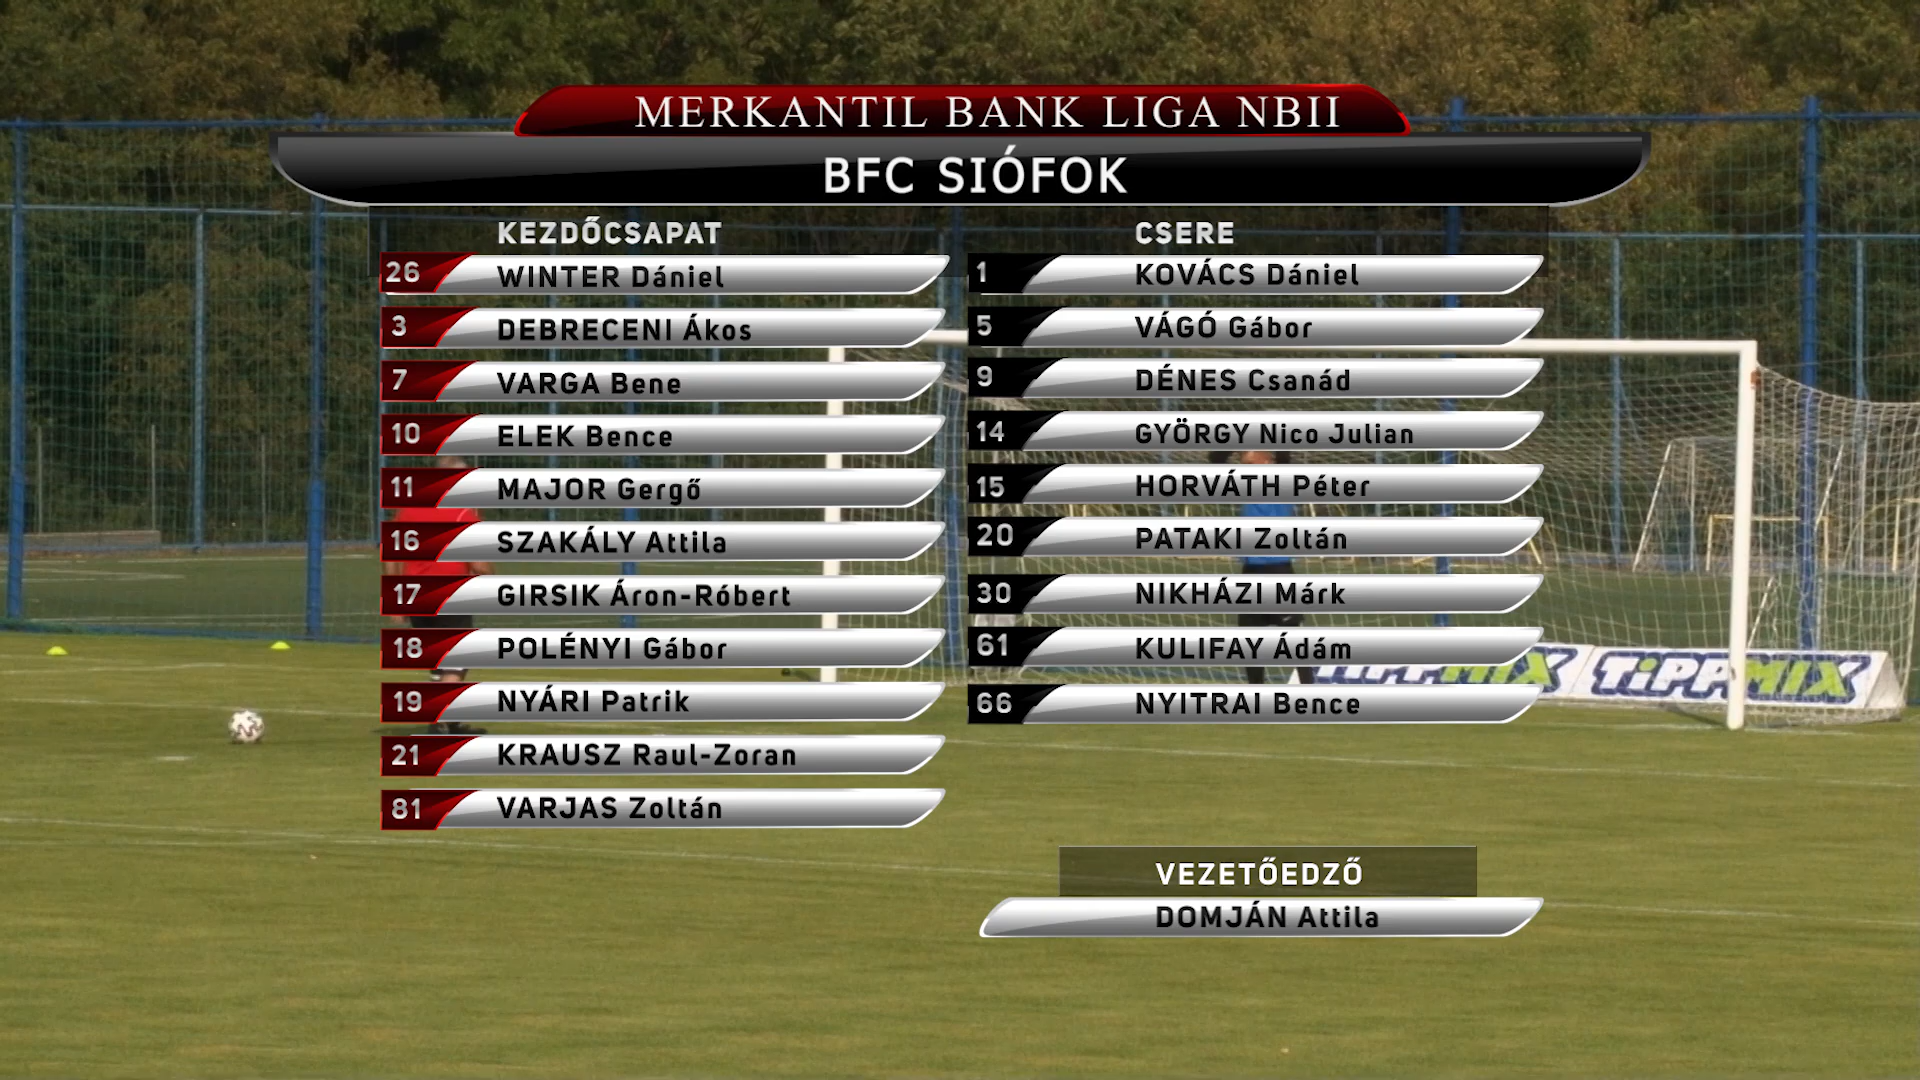 MERKANTIL BANK LIGA NBII
BFC SIÓFOK
KEZDŐCSAPAT
26 WINTER Dániel
3 DEBRECENI Ákos
7 VARGA Bene
10 ELEK Bence
11 MAJOR Gergő
16 SZAKÁLY Attila
17 GIRSIK Áron-Róbert
18 POLÉNYI Gábor
19 NYÁRI Patrik
21 KRAUSZ Raul-Zoran
81 VARJAS Zoltán
CSERE
1 KOVÁCS Dániel
5 VÁGÓ Gábor
9 DÉNES Csanád
14 GYÖRGY Nico Julian
15 HORVÁTH Péter
20 PATAKI Zoltán
30 NIKHÁZI Márk
61 KULIFAY Ádám
66 NYITRAI Bence
VEZETŐEDZŐ
DOMJÁN Attila
TiPPMIX TiPPMIX